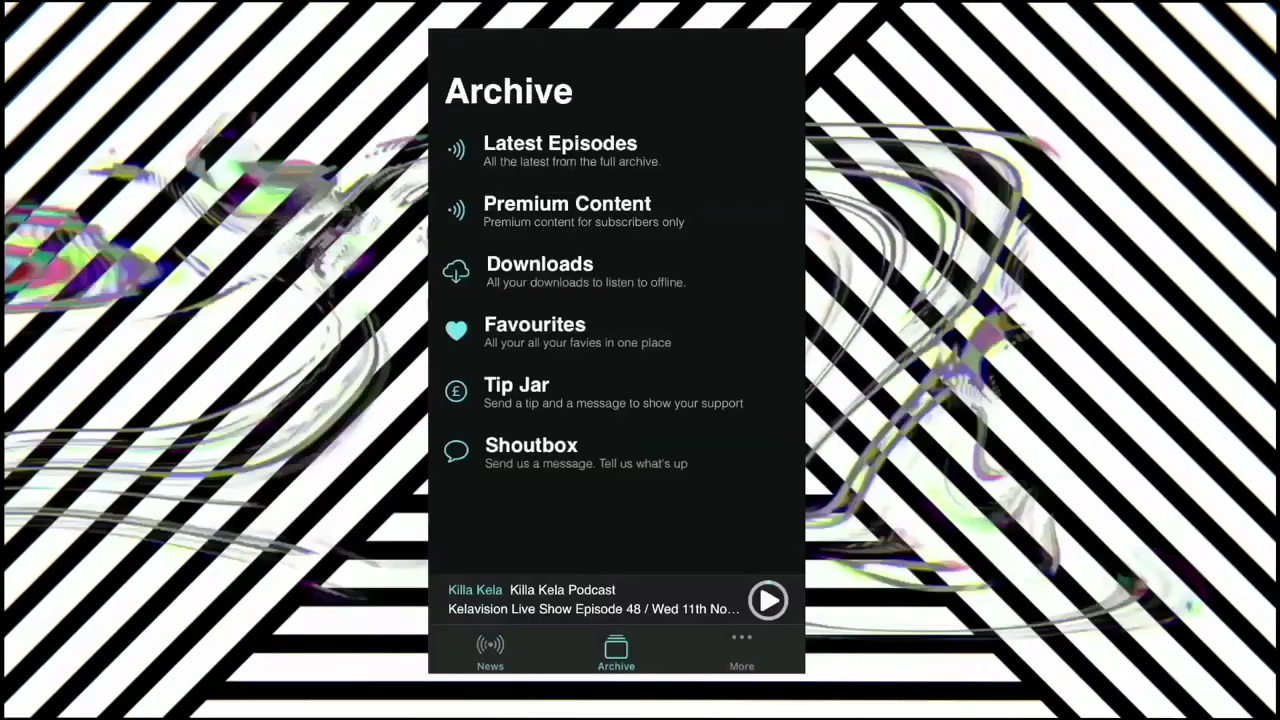 Archive
Latest Episodes
All the latest from the full archive.
Premium Content
Premium content for subscribers only
Downloads
All your downloads to listen to offline.
Favourites
All your all your favies in one place
£
Tip Jar
Send a tip and a message to show your support
Shoutbox
Send us a message. Tell us what's up
Killa Kela Killa Kela Podcast
Kelavision Live Show Episode 48 / Wed 11th No...
News Archive More